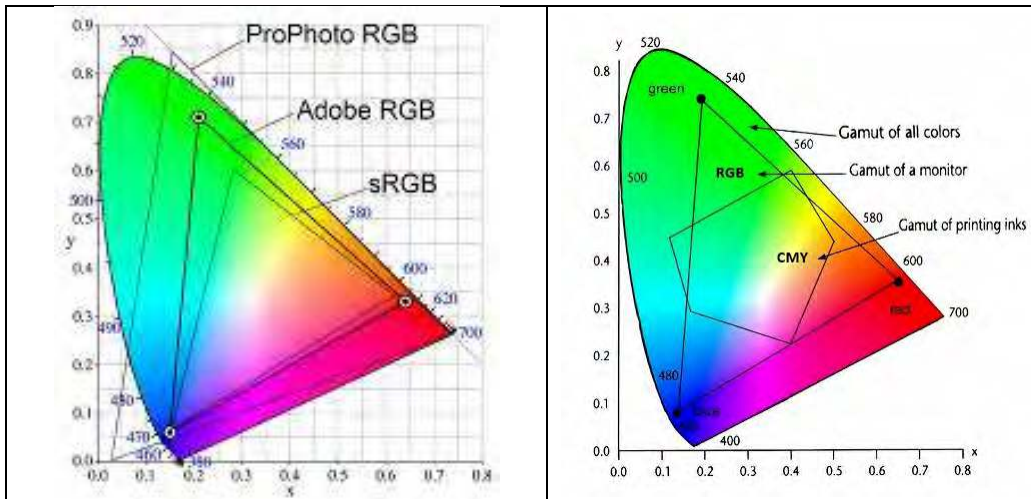 0.9
520
ProPhoto RGB
0.8
540
0.7
Adobe RGB
560
0.6
sRGB
500
0.5
580
y
0.4
600
620
0.3
490
700
0.2
0.1
470
460
0.0
0.0 0.1 0.2 0.3 0.4 0.5 0.6 0.7 0.8
x
y
520
0.8
540
green
0.7
Gamut of all colors
560
0.6
500
RGB
Gamut of a monitor
0.5
580
Gamut of printing inks
0.4
CMY
600
0.3
red
700
0.2
480
0.1
400
0.0
x
0.0 0.1 0.2 0.3 0.4 0.5 0.6 0.7 0.8